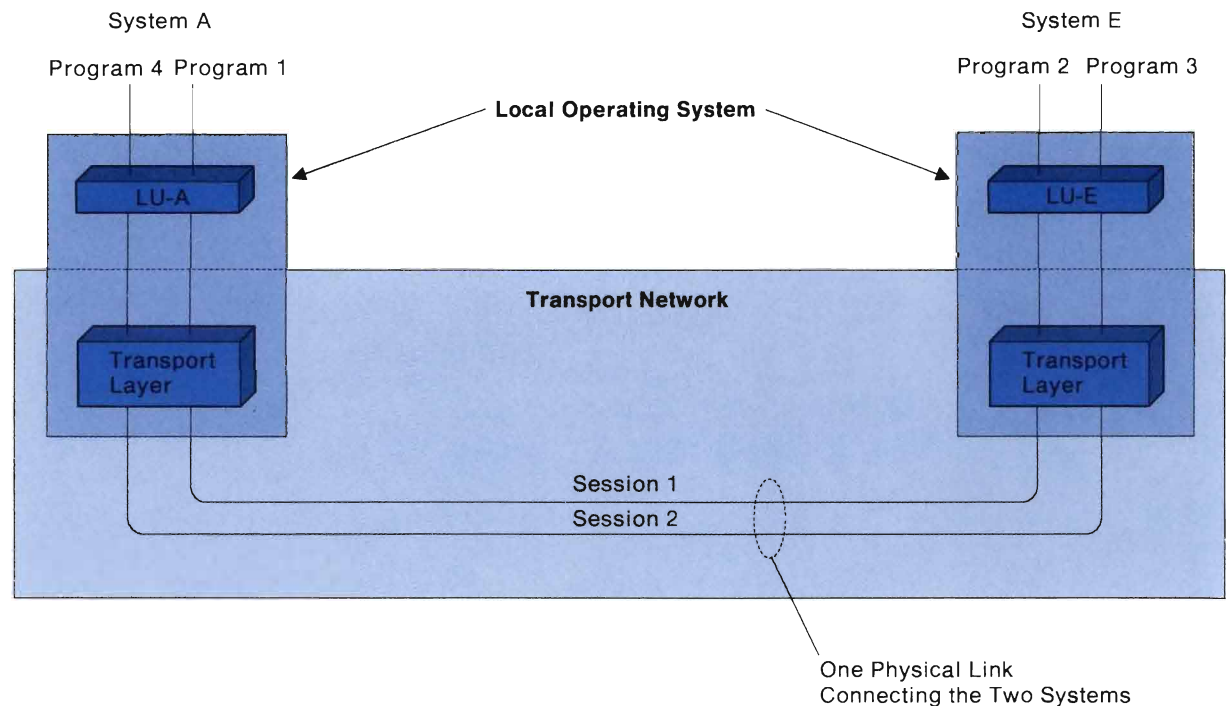 System A
System E
Program 4 Program 1
Program 2 Program 3
Local Operating System
LU-A
LU-E
Transport Network
Transport
Layer
Transport
Layer
Session 1
Session 2
One Physical Link
Connecting the Two Systems